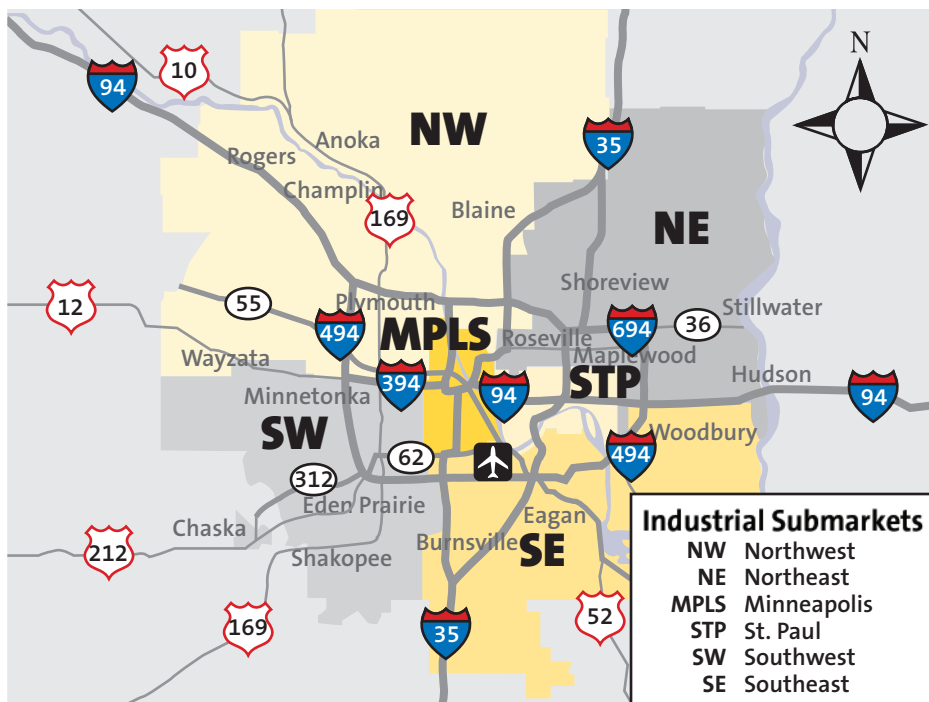 10
94
N
NW
35
Anoka
Rogers
Champlin
169
Blaine
NE
Shoreview
Stillwater
12
55
Plymouth
494
MPLS
Roseville
694
36
Maplewood
Wayzata
394
94
STP
Hudson
94
Minnetonka
SW
Woodbury
62
494
312
Eden Prairie
Chaska
212
Shakopee
Burnsville
Eagan
SE
169
35
52
Industrial Submarkets
NW Northwest
NE Northeast
MPLS Minneapolis
STP St. Paul
SW Southwest
SE Southeast